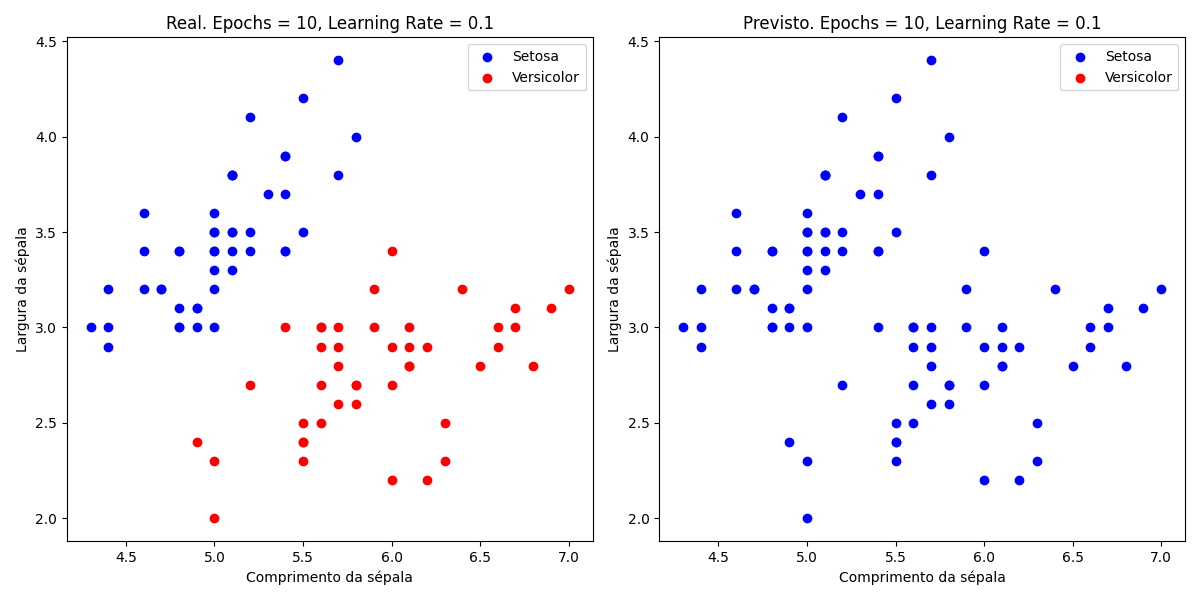 Real. Epochs = 10, Learning Rate = 0.1
4.5
4.0
3.5
3.0
2.5
2.0
Largura da sépala
4.5
5.0
5.5
6.0
6.5
7.0
Comprimento da sépala
Setosa
Versicolor
Previsto. Epochs = 10, Learning Rate = 0.1
4.5
4.0
3.5
3.0
2.5
2.0
Largura da sépala
4.5
5.0
5.5
6.0
6.5
7.0
Comprimento da sépala
Setosa
Versicolor